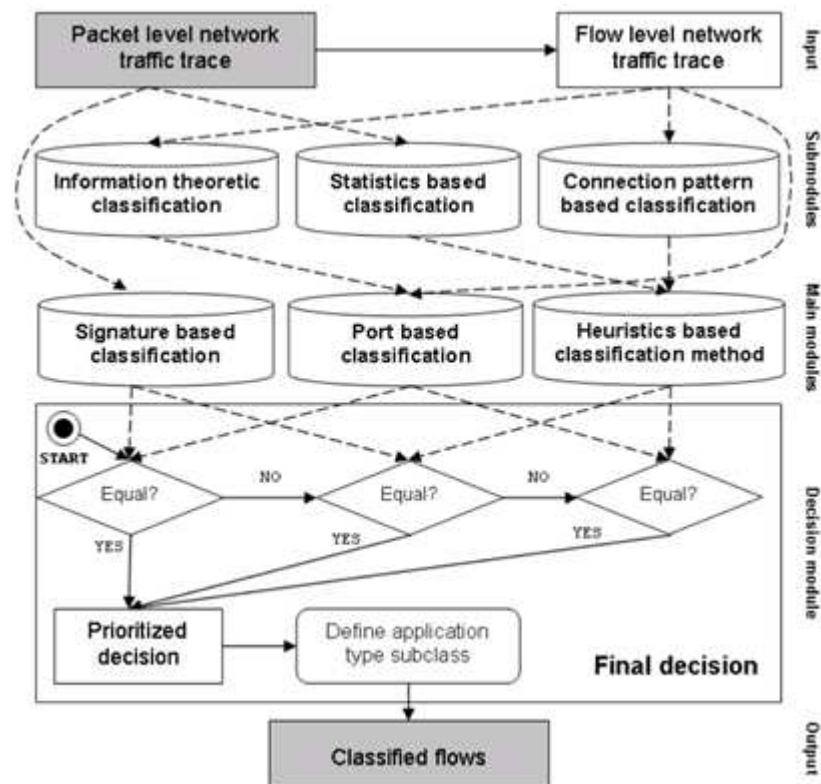 Packet level network
traffic trace
Flow level network
traffic trace
Input
Information theoretic
classification
Statistics based
classification
Connection pattern
based classification
Submodules
Signature based
classification
Port based
classification
Heuristics based
classification method
Main modules
START
Equal?
NO
Equal?
NO
Equal?
YES
YES
YES
Decision module
Prioritized
decision
Define application
type subclass
Final decision
Classified flows
Output